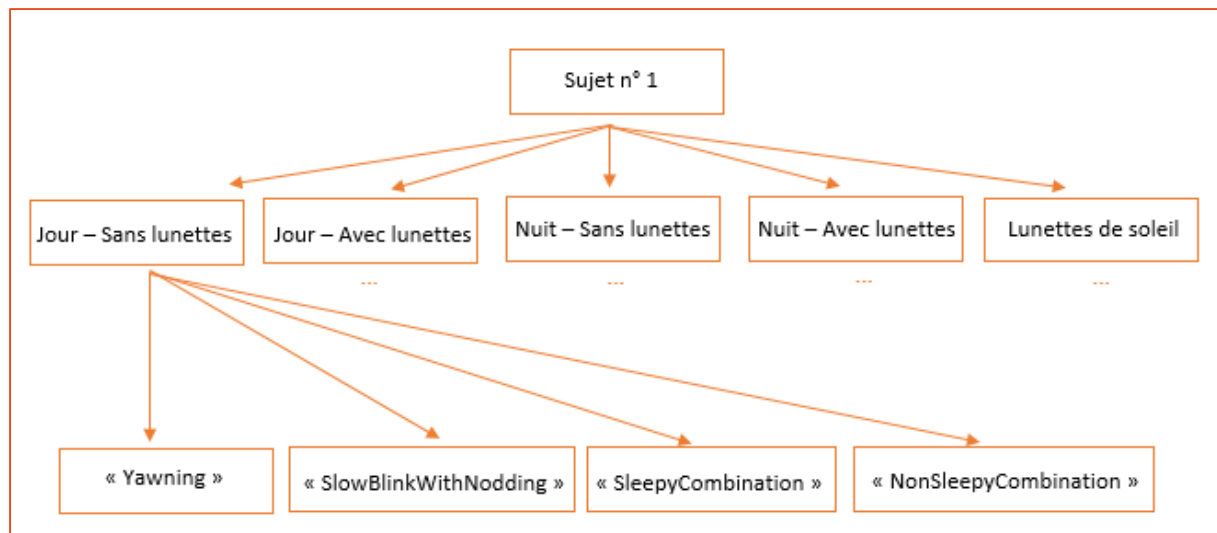 Sujet n° 1
Jour – Sans lunettes
Jour – Avec lunettes
Nuit – Sans lunettes
Nuit – Avec lunettes
Lunettes de soleil
---
---
---
---
« Yawning »
« SlowBlinkWithNodding »
« SleepyCombination »
« NonSleepyCombination »